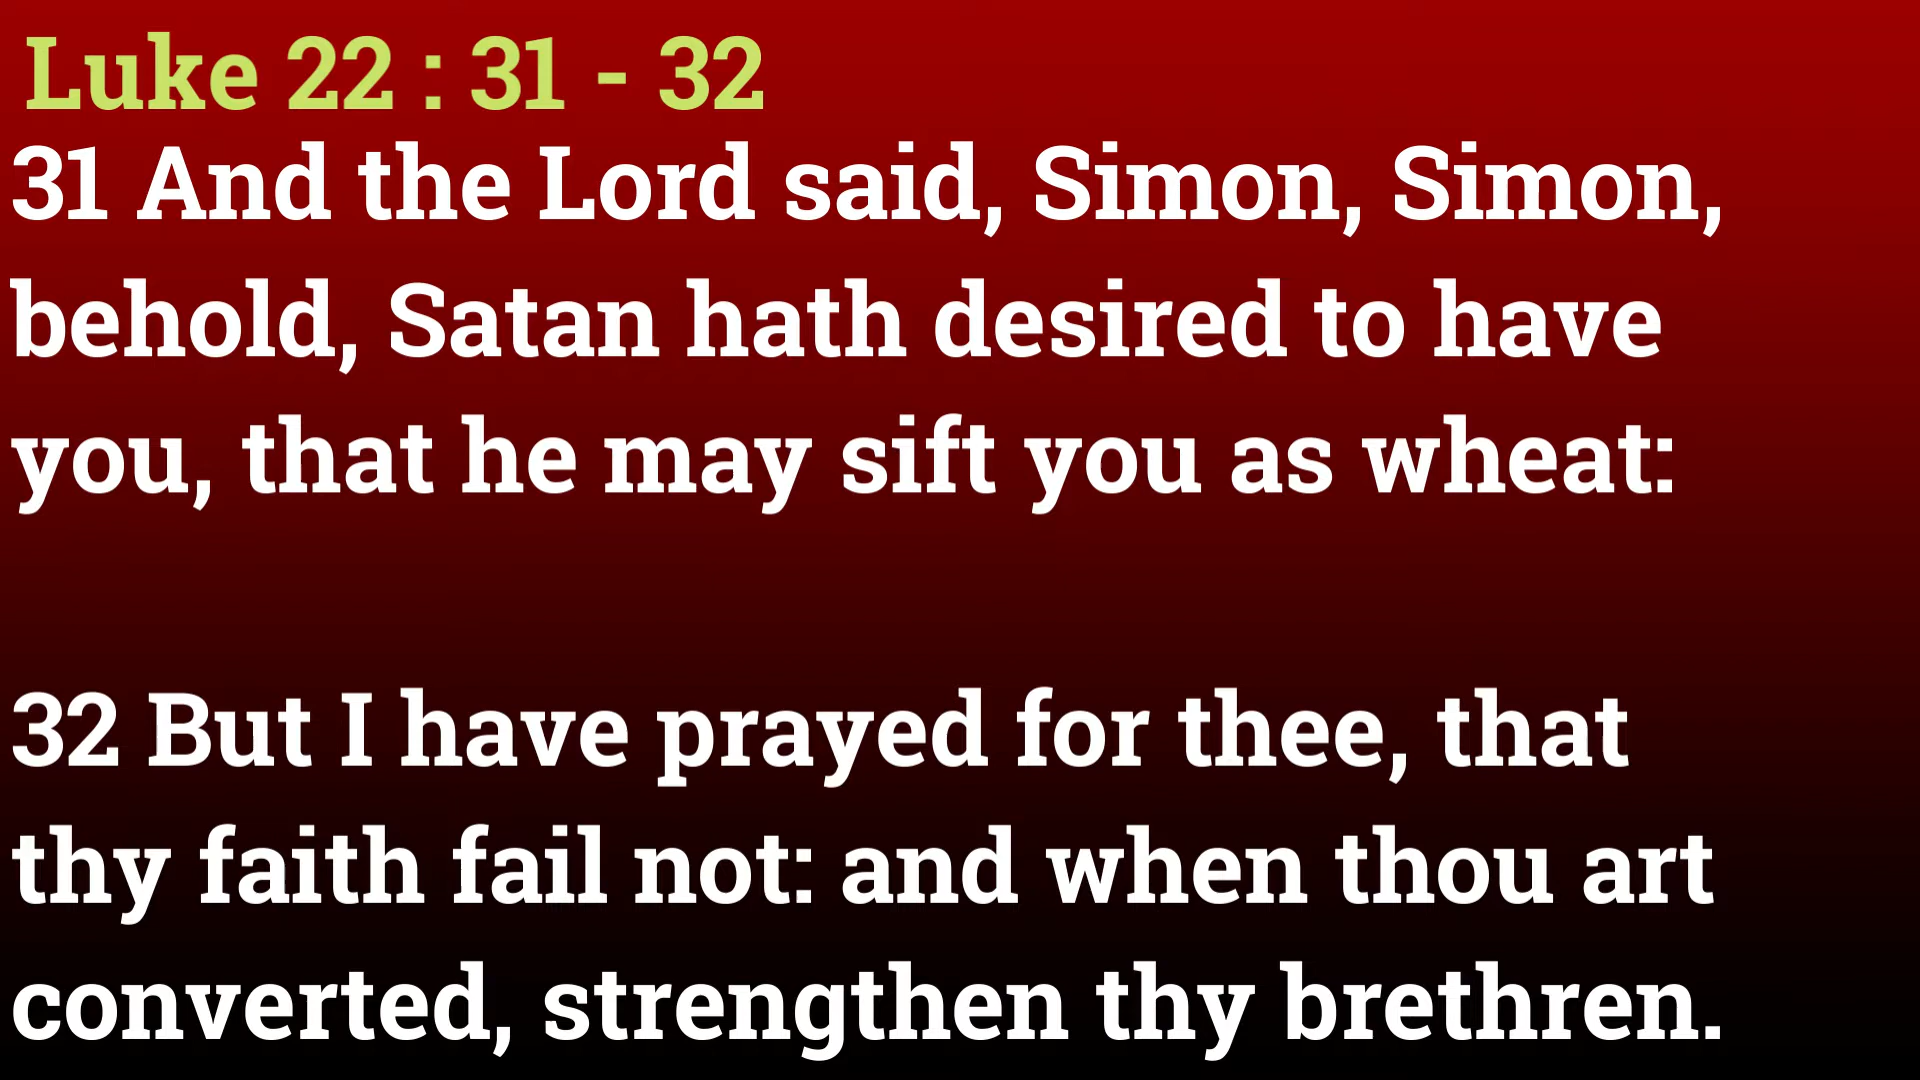 Luke 22 : 31 - 32
31 And the Lord said, Simon, Simon,
behold, Satan hath desired to have
you, that he may sift you as wheat:
32 But I have prayed for thee, that
thy faith fail not: and when thou art
converted, strengthen thy brethren.